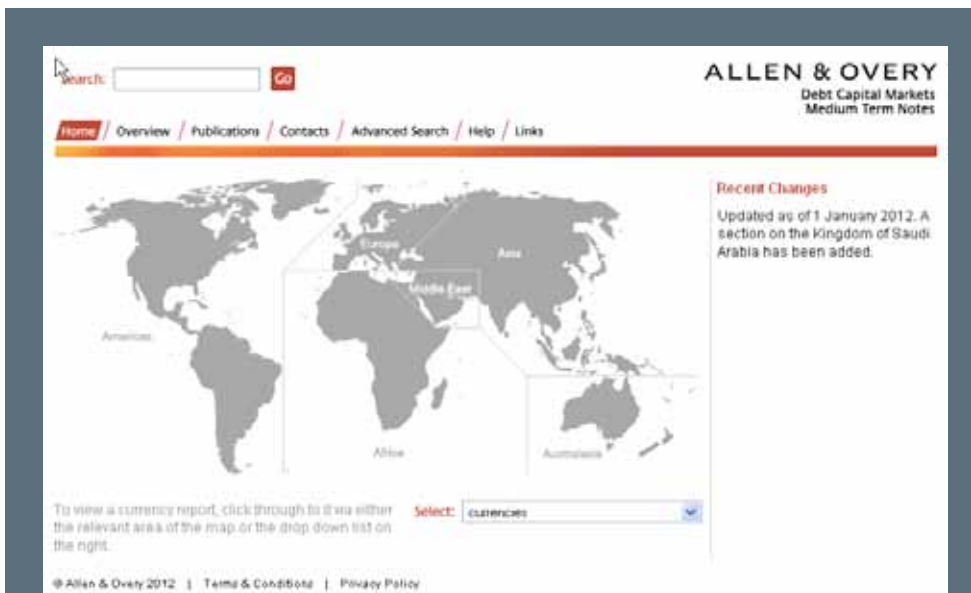 Search:
Go
ALLEN & OVERY
Debt Capital Markets
Medium Term Notes
Home / Overview / Publications / Contacts / Advanced Search / Help / Links
Recent Changes
Updated as of 1 January 2012. A
section on the Kingdom of Saudi
Arabia has been added.
Europe
Asia
Middle East
Americas
Africa
Australasia
To view a currency report, click through to it via either
the relevant area of the map or the drop down list on
the right.
Select: currencies
© Allen & Overy 2012 | Terms & Conditions | Privacy Policy